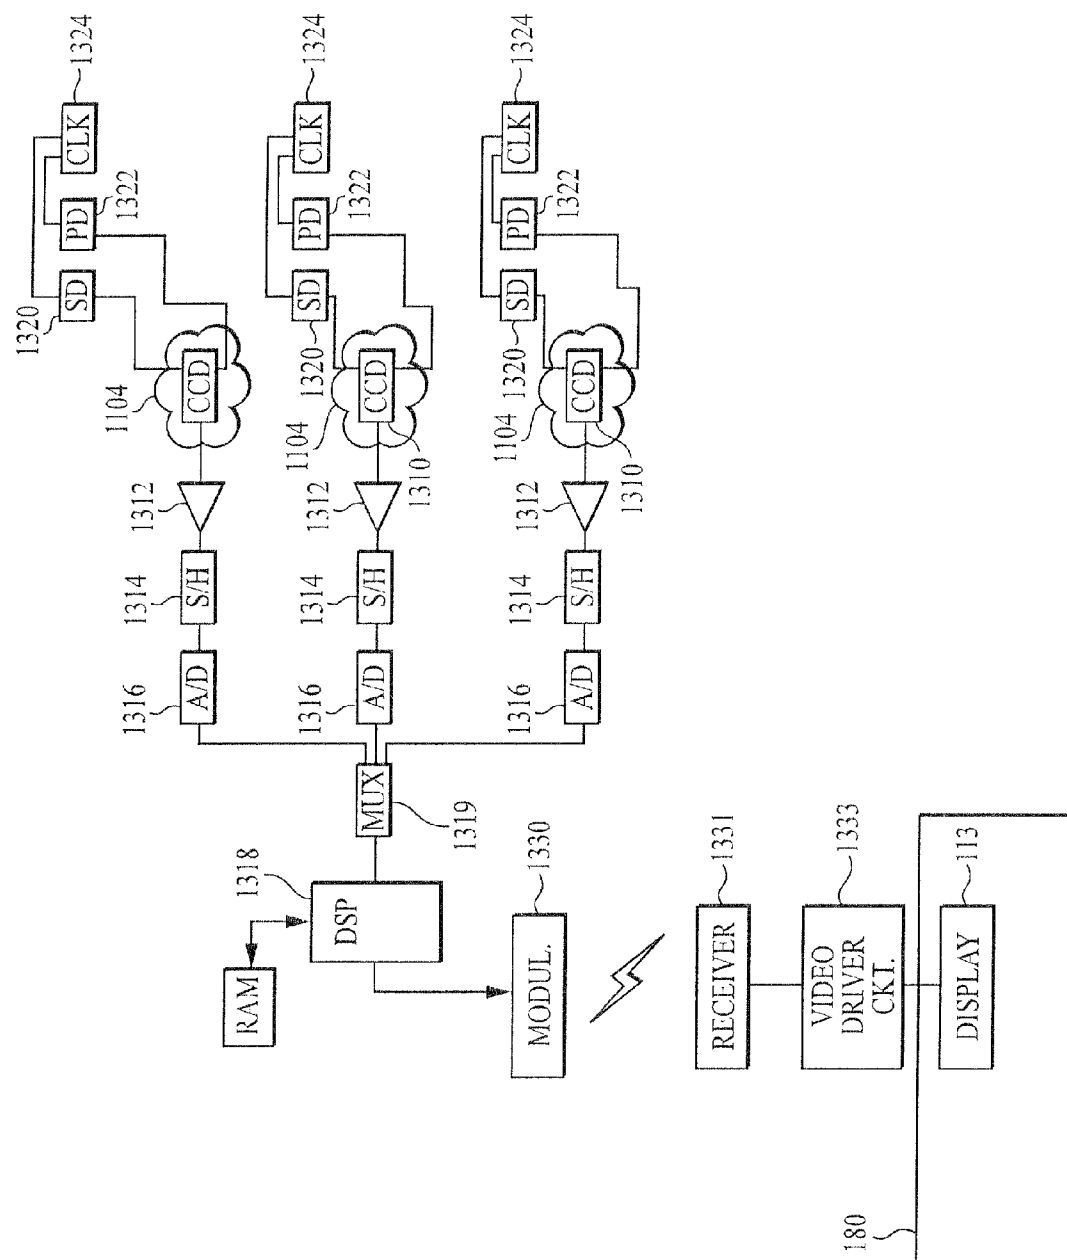 1324
CLK
1322
PD
SD
1320
CCD
1104
1312
S/H
1314
A/D
1316
1324
CLK
1322
PD
SD
1320
CCD
1104
1310
1312
S/H
1314
A/D
1316
1324
CLK
1322
PD
SD
1320
CCD
1104
1310
1312
S/H
1314
A/D
1316
MUX
1319
DSP
1318
RAM
MODUL.
1330
RECEIVER
1331
VIDEO
DRIVER
CKT.
1333
DISPLAY
113
180